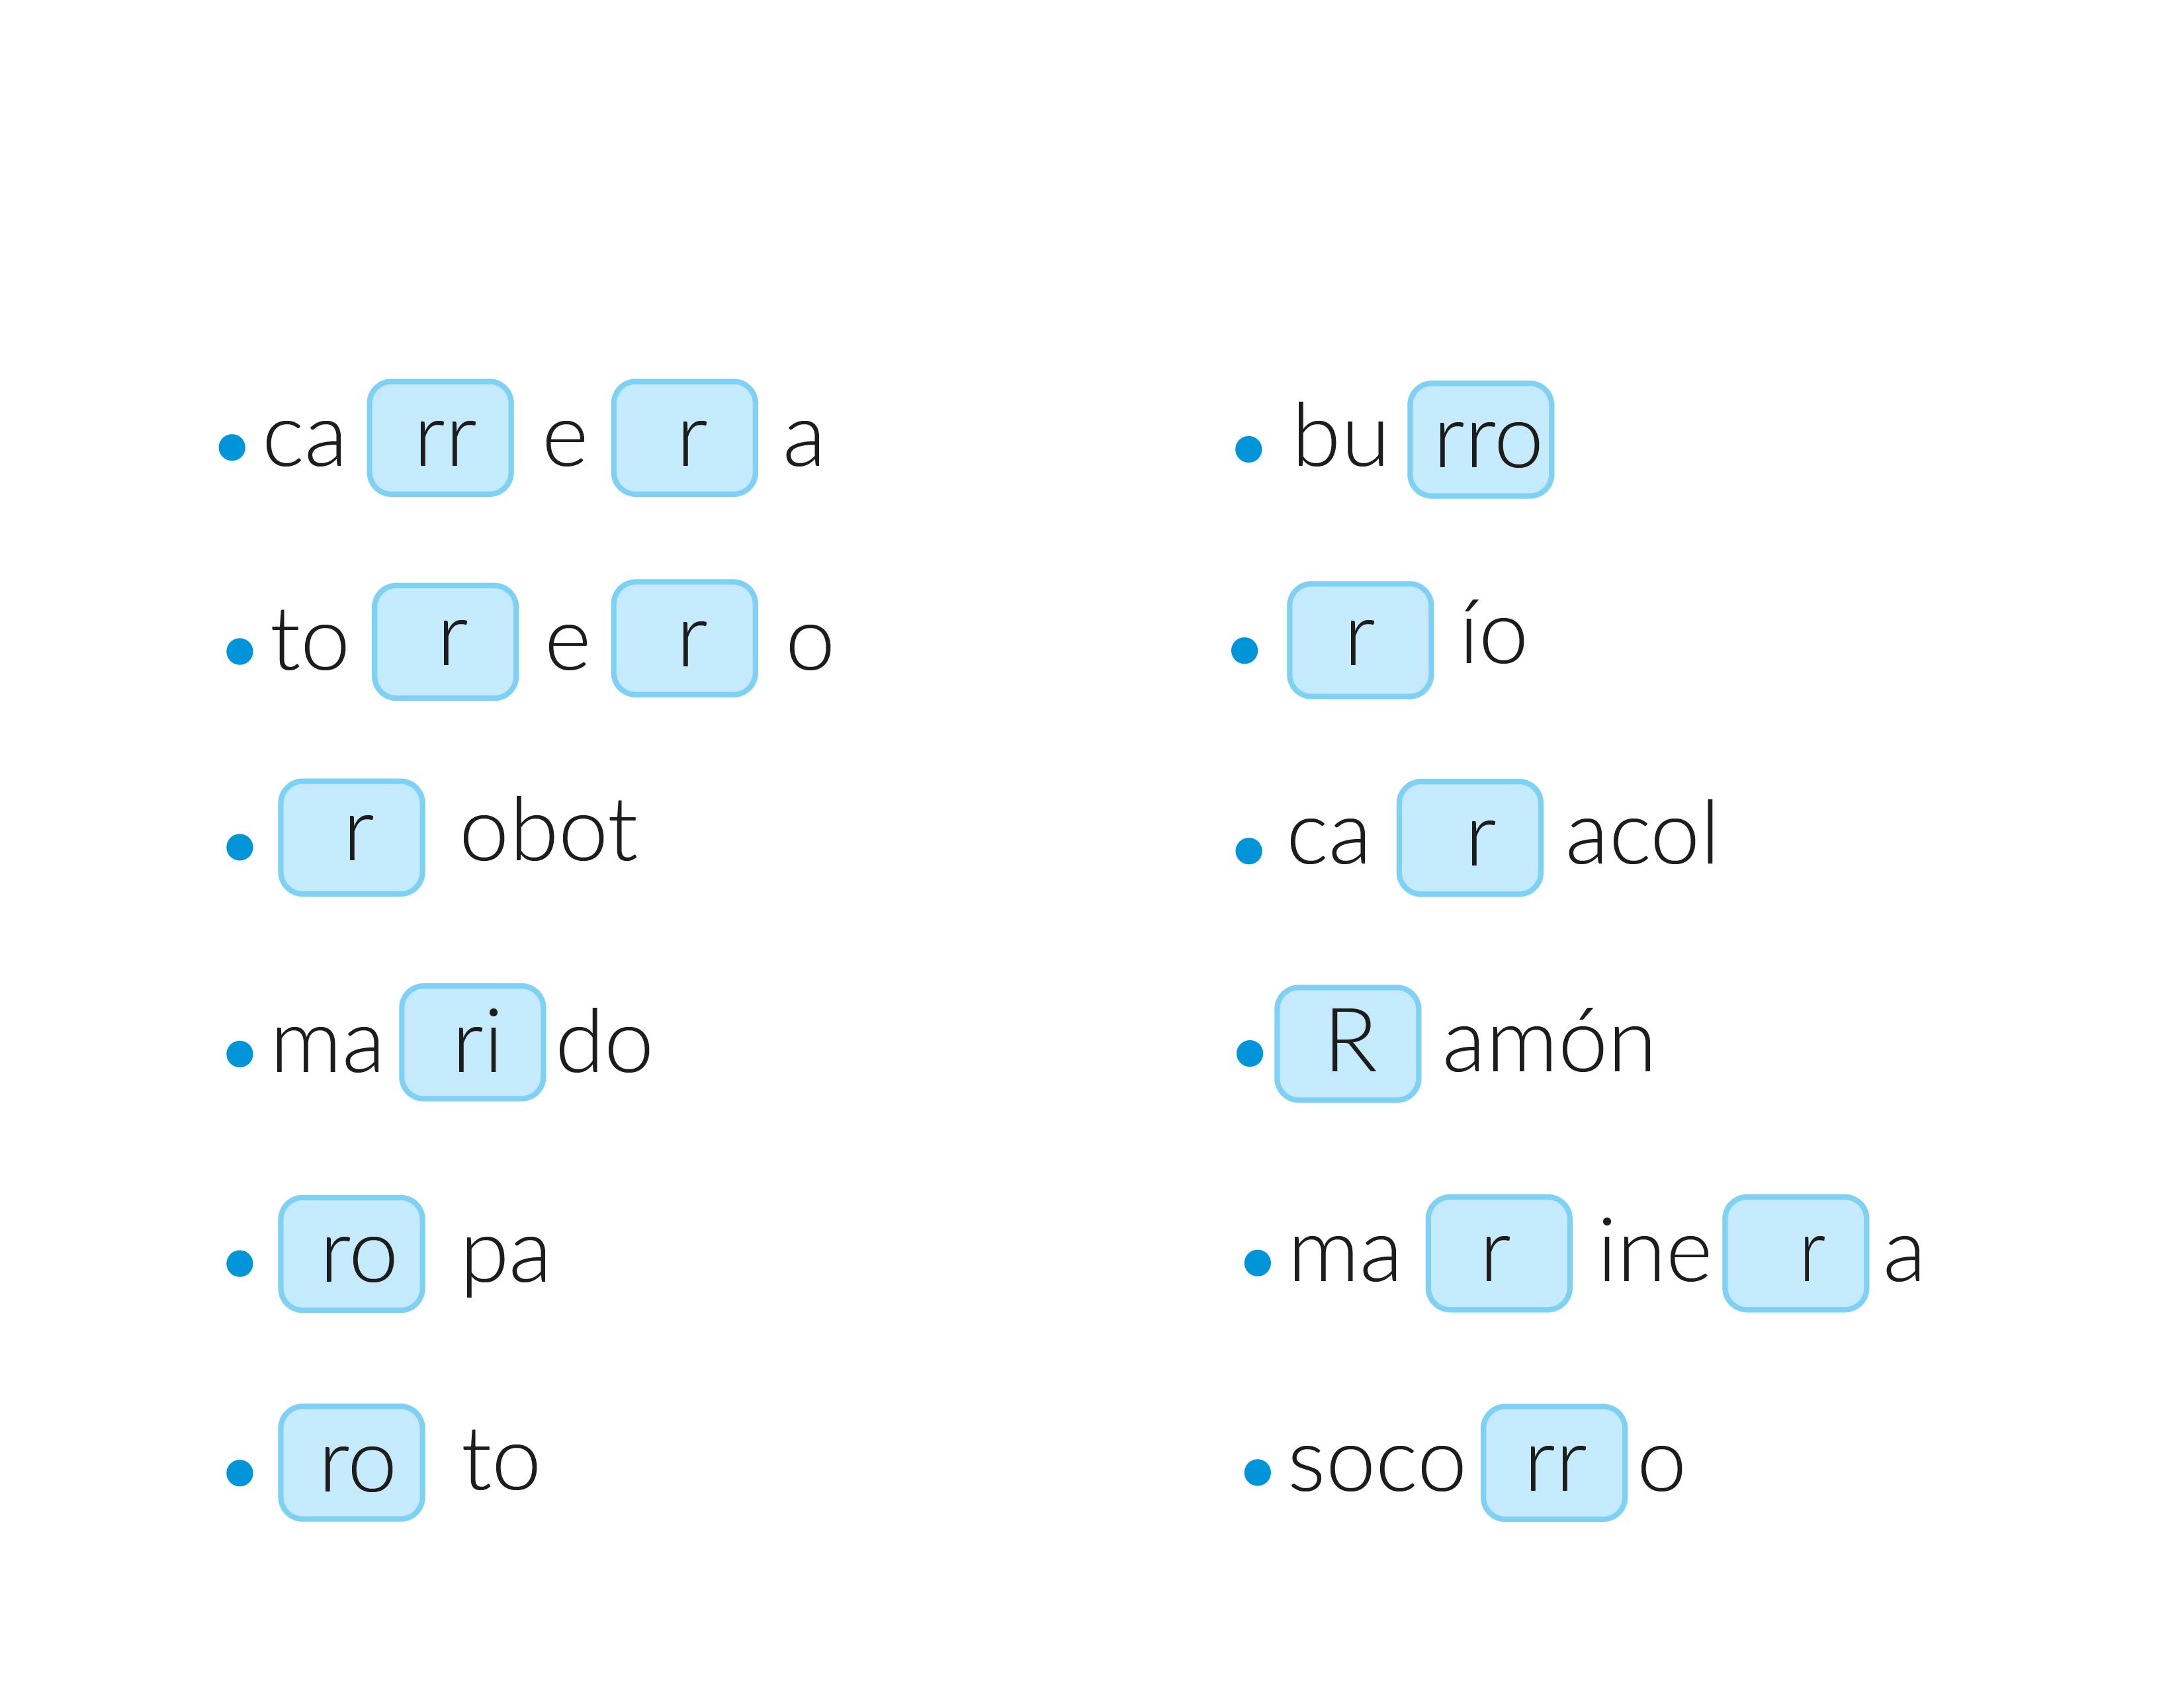 • ca rr e r a
• to r e r o
• r obot
• ma ri do
• ro pa
• ro to
• bu rro
• r ío
• ca r acol
• R amón
• ma r ine r a
• soco rr o